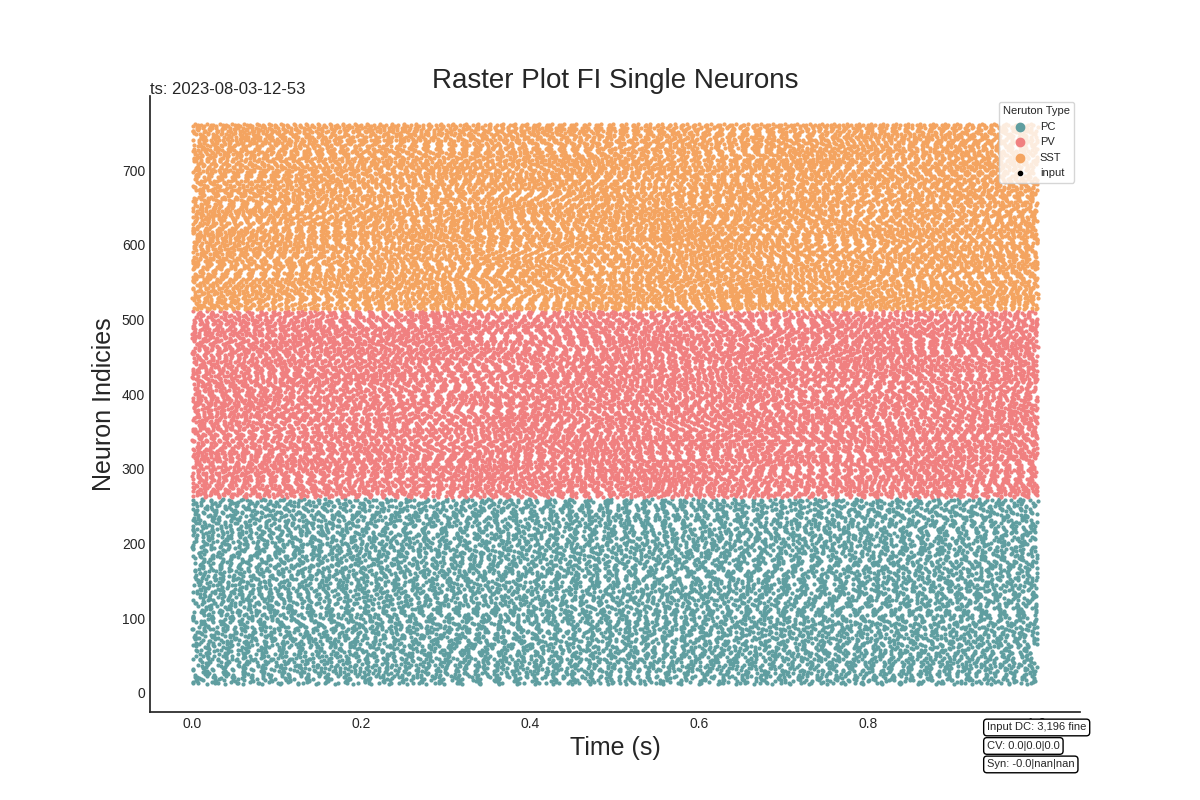 Raster Plot FI Single Neurons
ts: 2023-08-03-12-53
Neruton Type
PC
PV
SST
input
Neuron Indicies
700
600
500
400
300
200
100
0
0.0 0.2 0.4 0.6 0.8
Time (s)
Input DC: 3,196 fine
CV: 0.0|0.0|0.0
Syn: -0.0|nan|nan